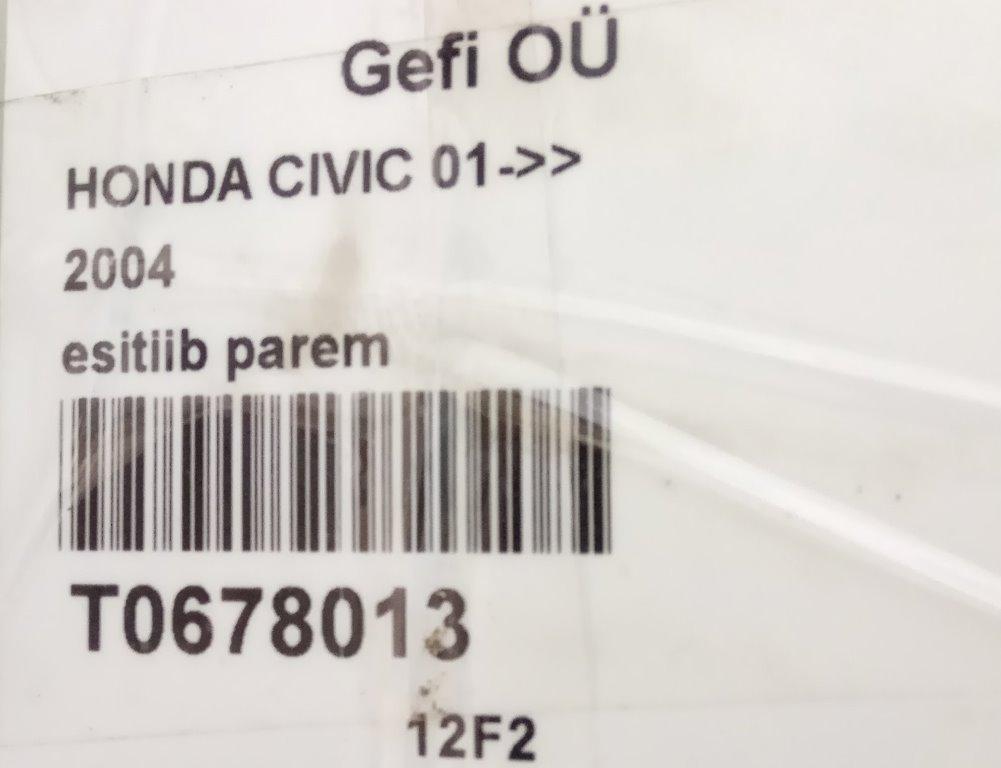 Gefi OÜ
HONDA CIVIC 01->>
2004
esitiib parem
T0678013
12F2